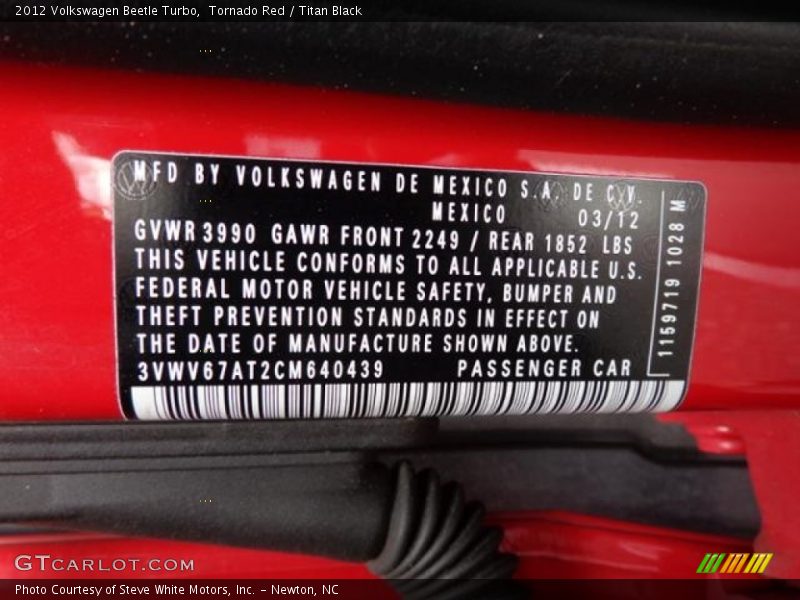 2012 Volkswagen Beetle Turbo,  Tornado Red / Titan Black
MFD BY VOLKSWAGEN DE MEXICO S.A. DE C.V.
MEXICO 03/12
GVWR 3990 GAWR FRONT 2249 / REAR 1852 LBS
THIS VEHICLE CONFORMS TO ALL APPLICABLE U.S.
FEDERAL MOTOR VEHICLE SAFETY, BUMPER AND
THEFT PREVENTION STANDARDS IN EFFECT ON
THE DATE OF MANUFACTURE SHOWN ABOVE.
3VWV67AT2CM640439 PASSENGER CAR
1159719 1028 M
GTCARLOT.COM
Photo Courtesy of Steve White Motors, Inc. – Newton, NC